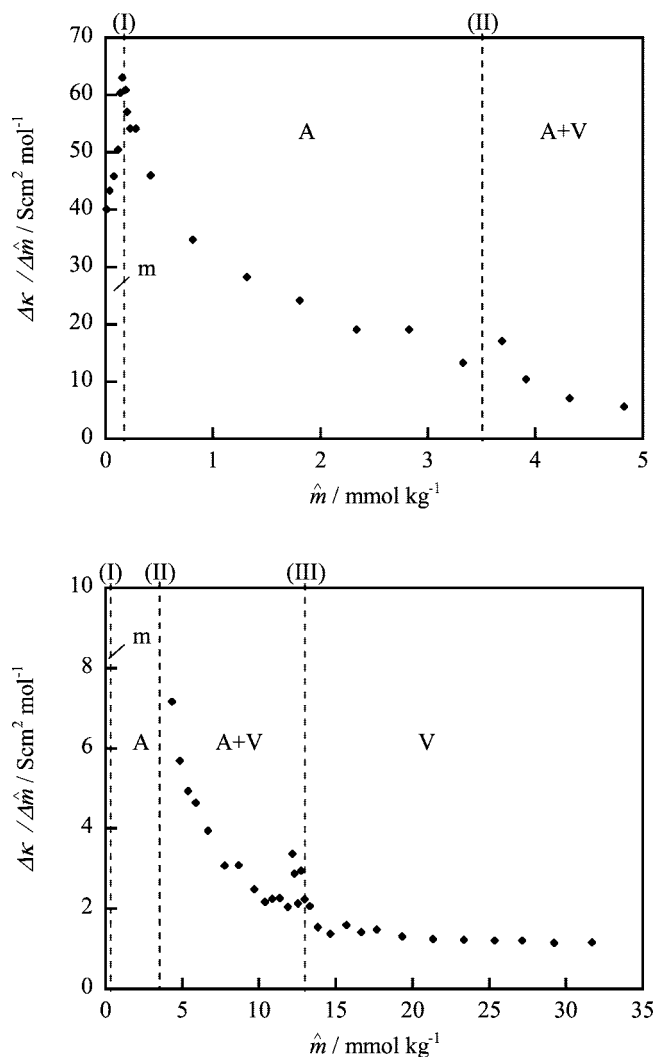 (I) (II)
70
60
50
40
30
20
10
0
A
A+V
m
0 1 2 3 4 5
Δκ /Δm̂ / Scm² mol⁻¹
m̂ / mmol kg⁻¹
(I) (II) (III)
10
8
6
4
2
0
m
A
A+V
V
0 5 10 15 20 25 30 35
Δκ /Δm̂ / Scm² mol⁻¹
m̂ / mmol kg⁻¹